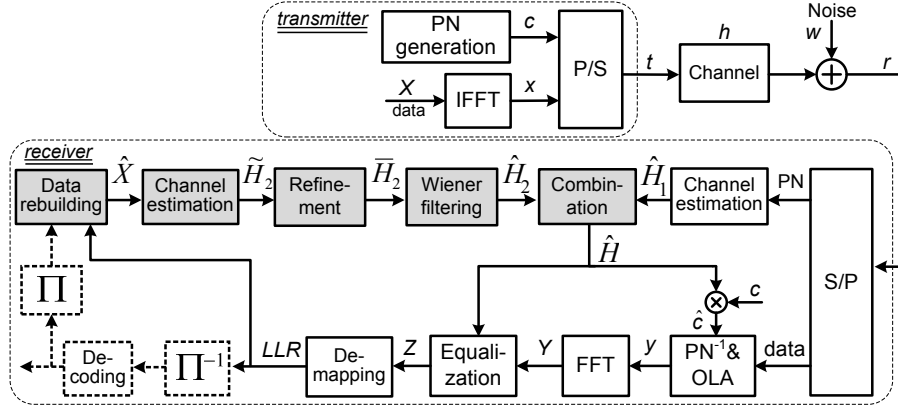 transmitter
PN generation
c
P/S
X
data
IFFT
x
t
h
Channel
Noise
w
+
r
receiver
Data rebuilding
X̂
Channel estimation
H̃₂
Refine-
ment
H̅₂
Wiener filtering
Ĥ₂
Combin-
ation
Ĥ₁
Channel estimation
PN
S/P
Ĥ
×
c
ĉ
Π
De-
coding
Π⁻¹
LLR
De-
mapping
Z
Equali-
zation
Y
FFT
y
PN⁻¹&
OLA
data